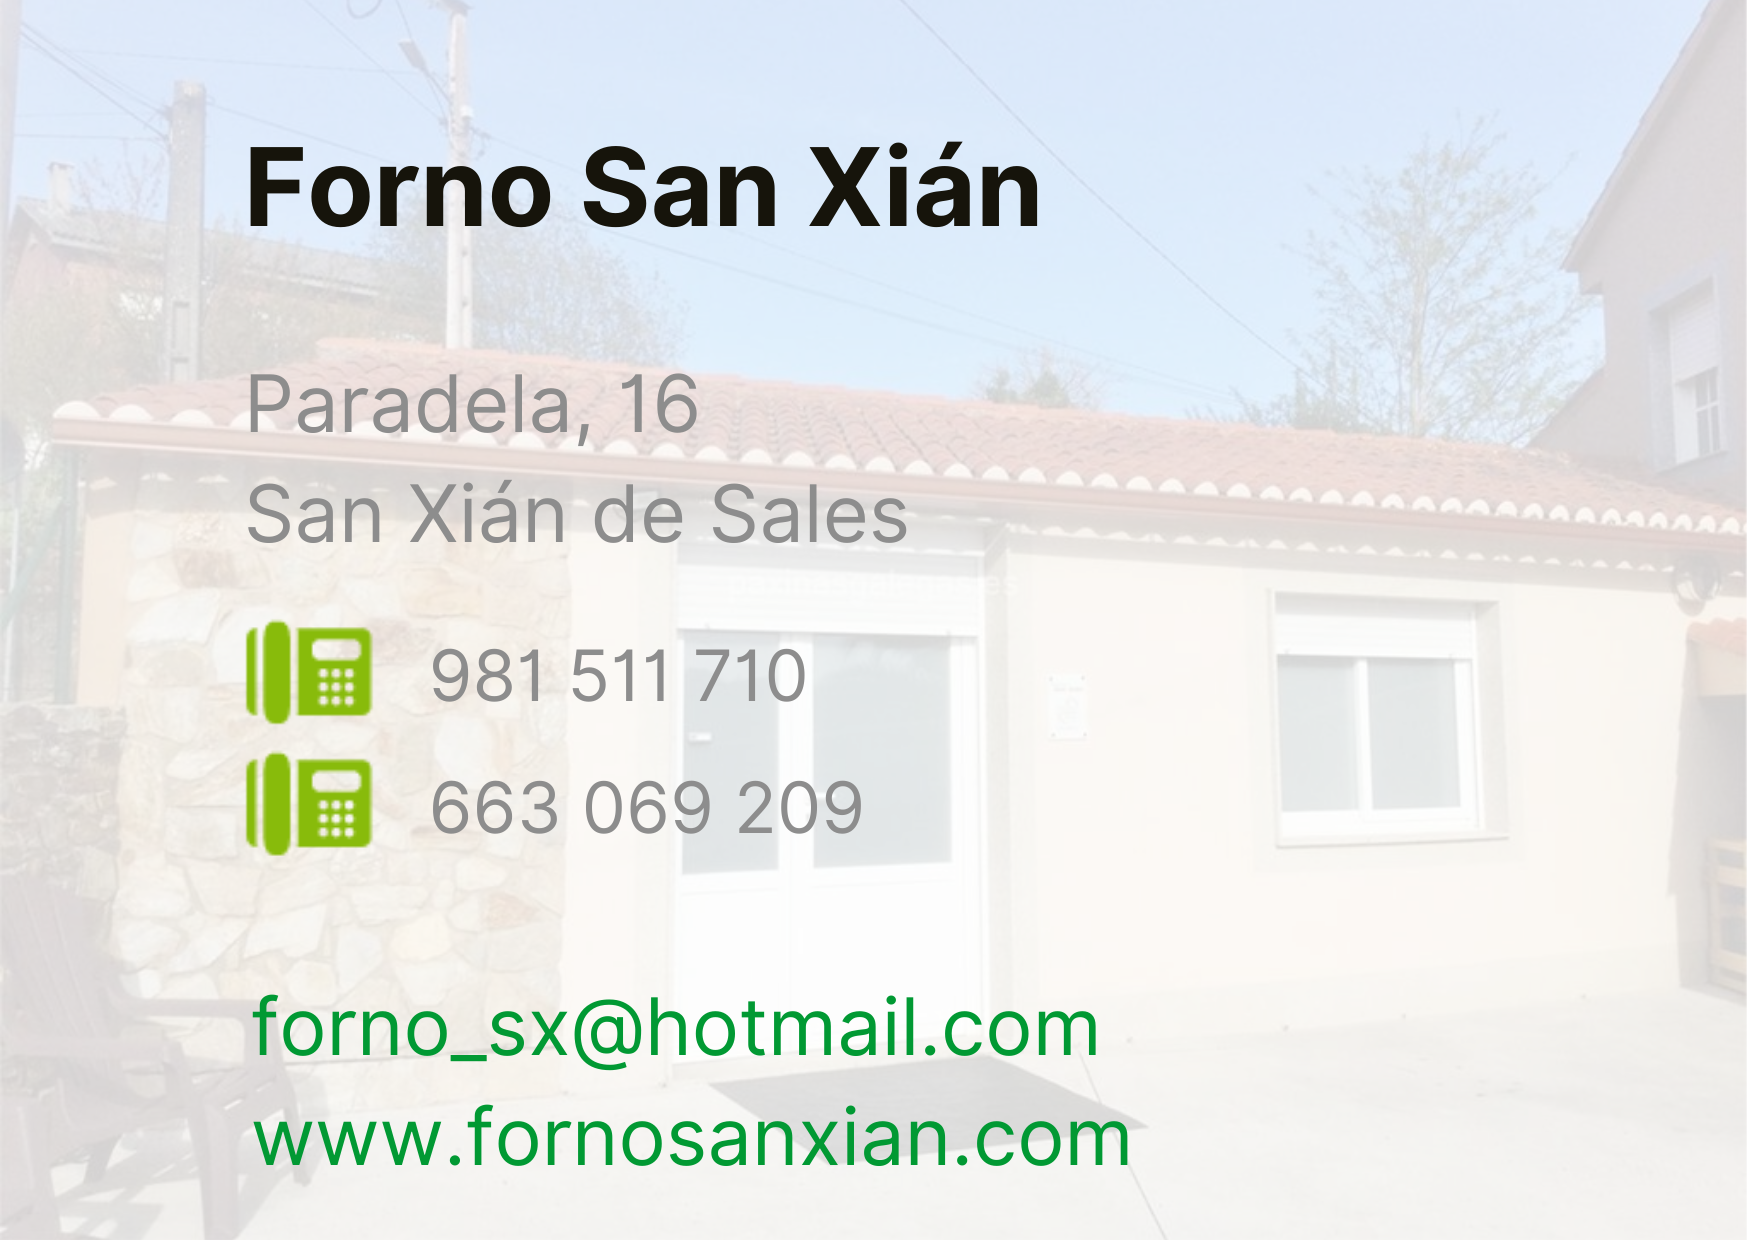 Forno San Xián
Paradela, 16
San Xián de Sales
981 511 710
663 069 209
forno_sx@hotmail.com
www.fornosanxian.com